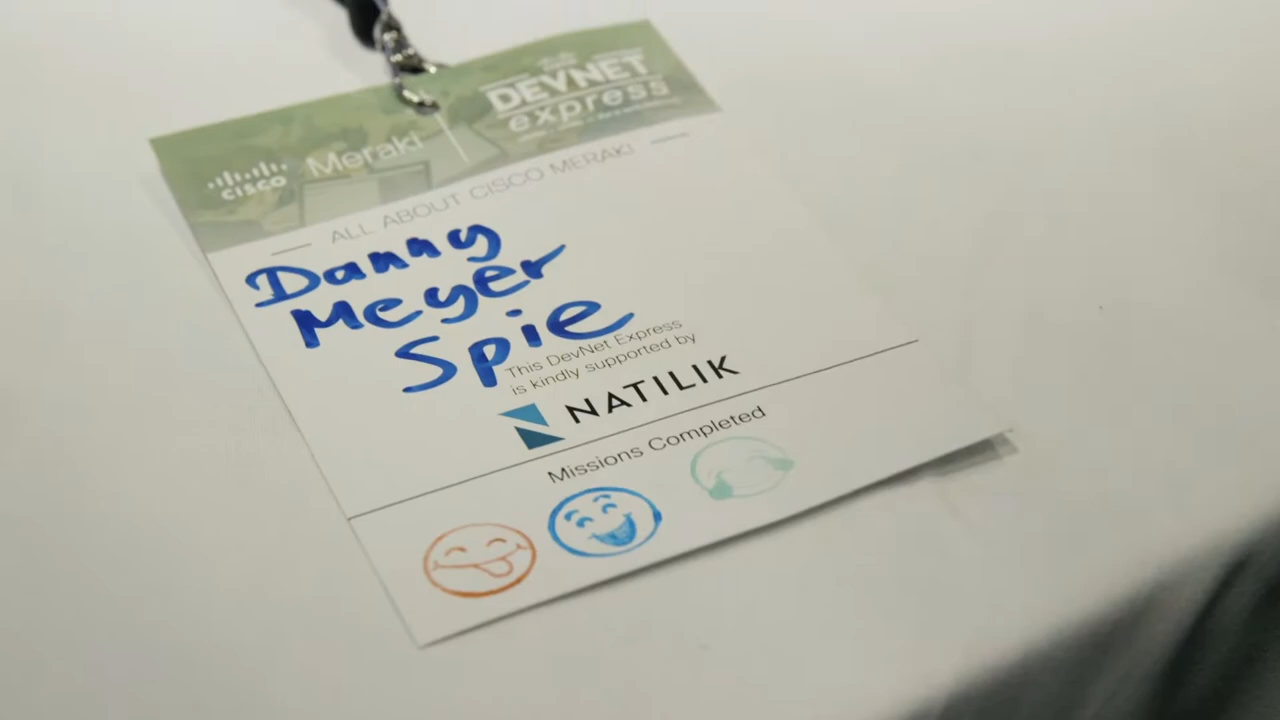 CISCO Meraki
DEVNET
express
ALL ABOUT CISCO MERAKI
Danny
Meyer
Spie
This DevNet Express
is kindly supported by
NATILIK
Missions Completed